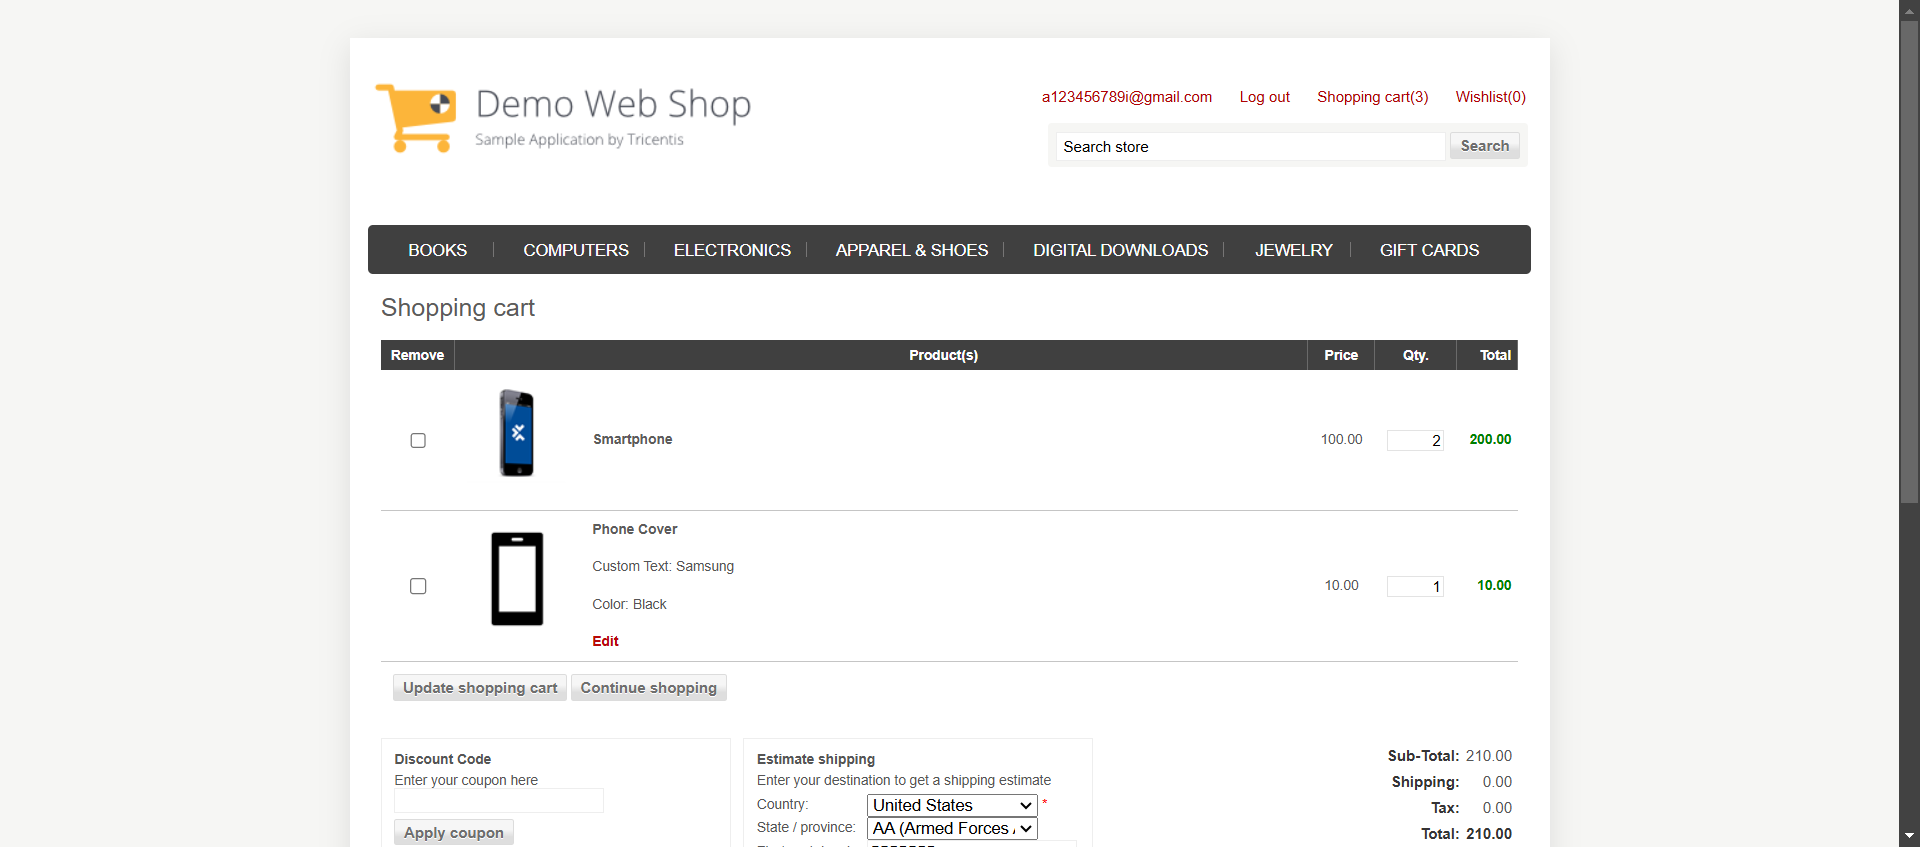 Demo Web Shop
Sample Application by Tricentis
a123456789i@gmail.com Log out Shopping cart(3) Wishlist(0)
Search store Search
BOOKS COMPUTERS ELECTRONICS APPAREL & SHOES DIGITAL DOWNLOADS JEWELRY GIFT CARDS
Shopping cart
Remove Product(s) Price Qty. Total
Smartphone 100.00 2 200.00
Phone Cover
Custom Text: Samsung
Color: Black
10.00 1 10.00
Edit
Update shopping cart Continue shopping
Discount Code
Enter your coupon here
Apply coupon
Estimate shipping
Enter your destination to get a shipping estimate
Country: United States *
State / province: AA (Armed Forces
Sub-Total: 210.00
Shipping: 0.00
Tax: 0.00
Total: 210.00